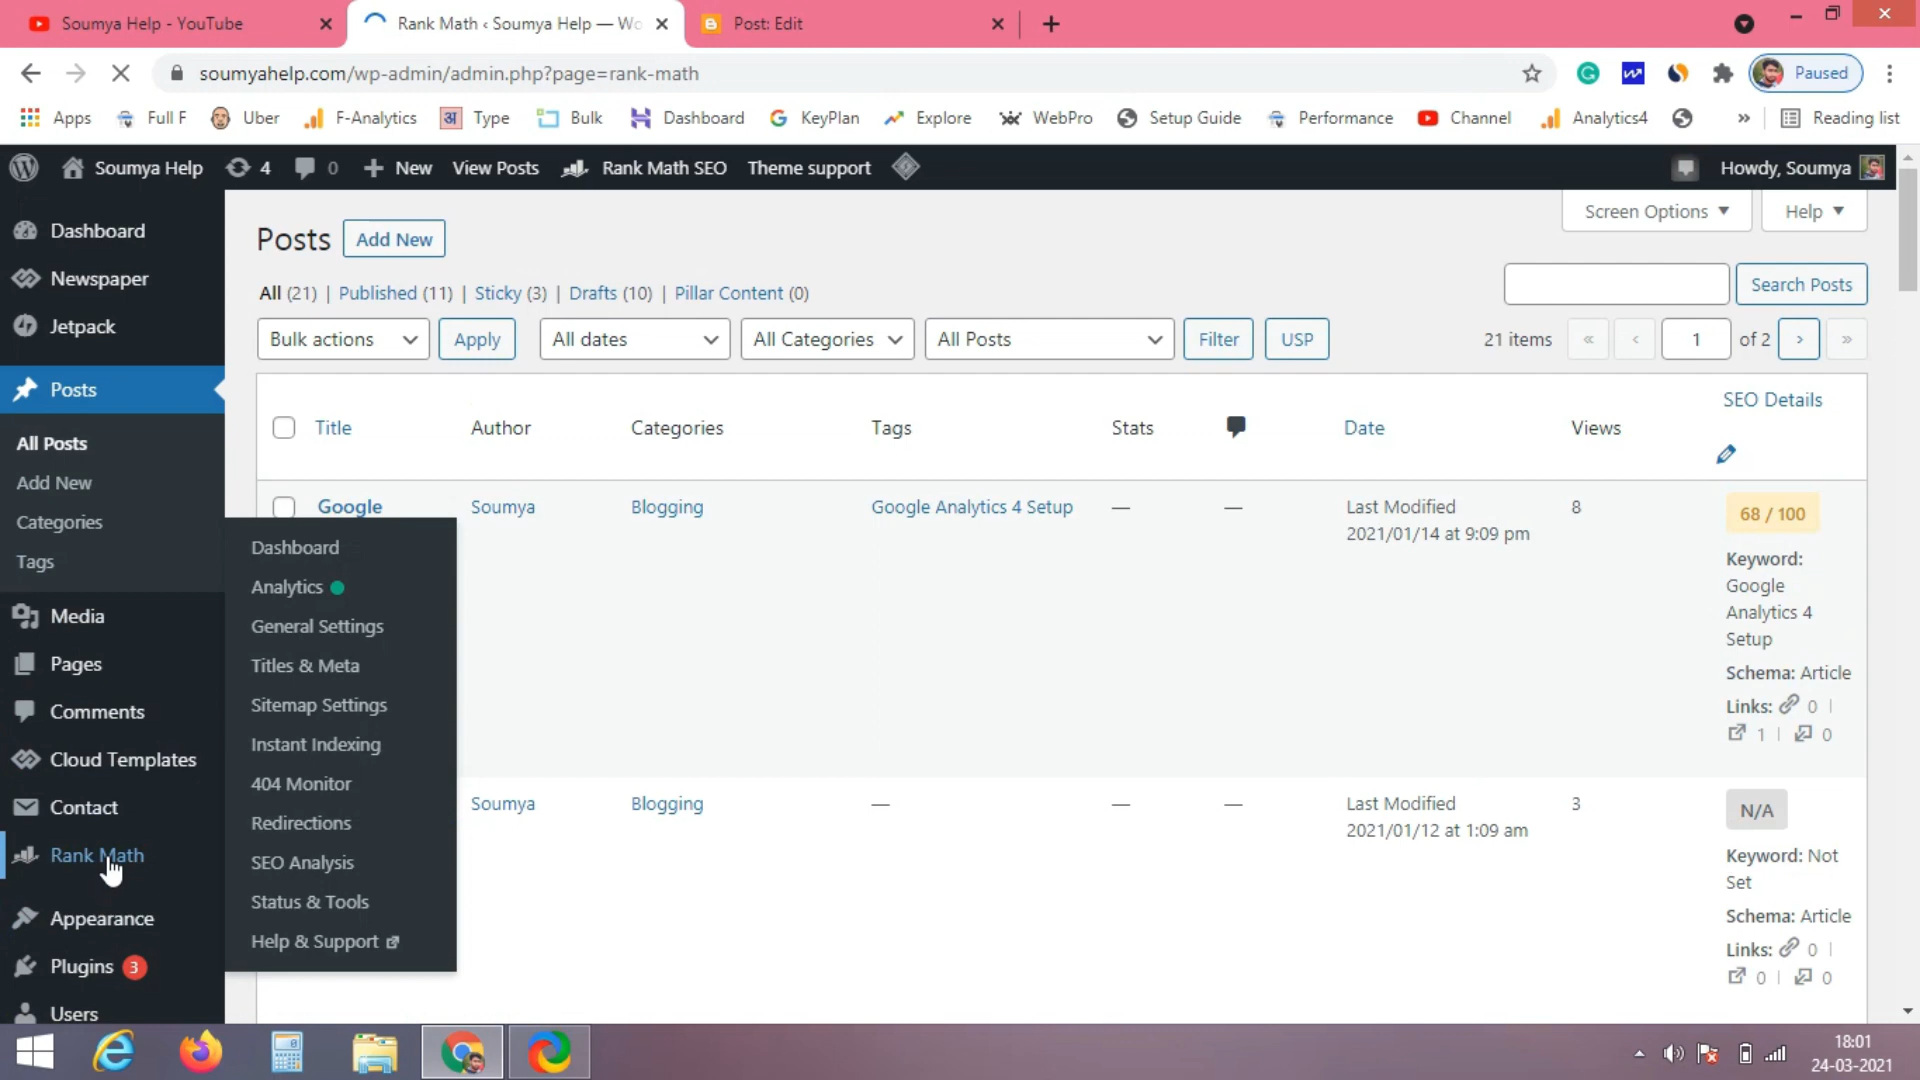 Soumya Help - YouTube
Rank Math ‹ Soumya Help — Wo
Post: Edit
soumyahelp.com/wp-admin/admin.php?page=rank-math
Paused
Apps
Full F
Uber
F-Analytics
अ Type
Bulk
Dashboard
KeyPlan
Explore
WebPro
Setup Guide
Performance
Channel
Analytics4
»
Reading list
Soumya Help
4
0
New
View Posts
Rank Math SEO
Theme support
Howdy, Soumya
Dashboard
Newspaper
Jetpack
Posts
All Posts
Add New
Categories
Tags
Media
Pages
Comments
Cloud Templates
Contact
Rank Math
Appearance
Plugins 3
Users
Dashboard
Analytics
General Settings
Titles & Meta
Sitemap Settings
Instant Indexing
404 Monitor
Redirections
SEO Analysis
Status & Tools
Help & Support
Screen Options
Help
Posts Add New
All (21) | Published (11) | Sticky (3) | Drafts (10) | Pillar Content (0)
Search Posts
Bulk actions Apply All dates All Categories All Posts Filter USP 21 items « ‹ 1 of 2 › »
Title Author Categories Tags Stats Date Views SEO Details
Google Soumya Blogging Google Analytics 4 Setup — — Last Modified
2021/01/14 at 9:09 pm
8
68 / 100
Keyword:
Google
Analytics 4
Setup
Schema: Article
Links: 0 |
1 | 0
Soumya Blogging — — — Last Modified
2021/01/12 at 1:09 am
3
N/A
Keyword: Not
Set
Schema: Article
Links: 0 |
0 | 0
18:01
24-03-2021